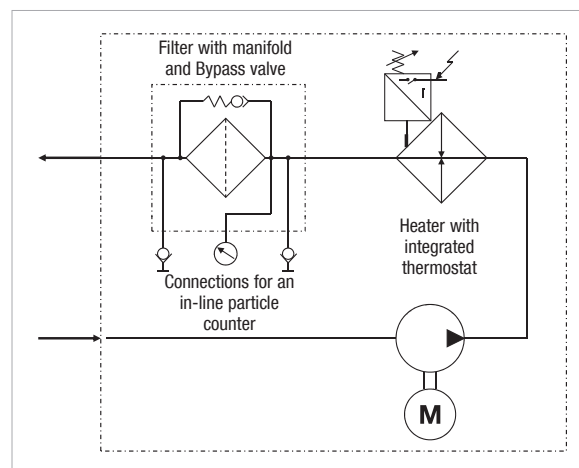 Filter with manifold
and Bypass valve
Heater with
integrated
thermostat
Connections for an
in-line particle
counter
M